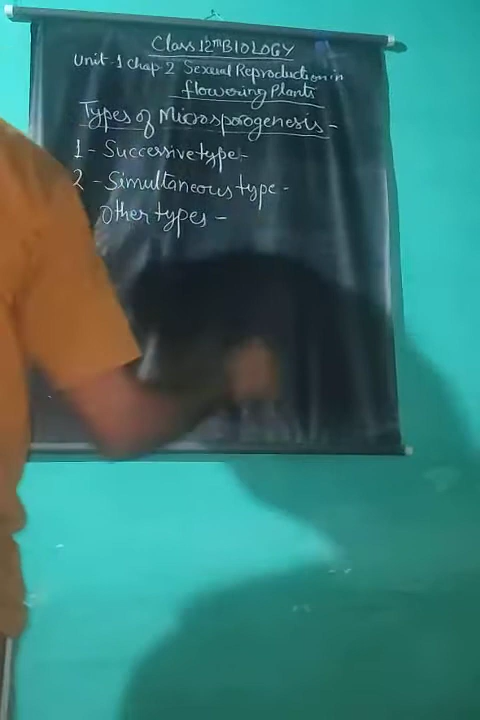 Class 12th BIOLOGY
Unit-1 Chap-2 Sexual Reproduction in
flowering Plants
Types of Microsporogenesis-
1- Successive type-
2-Simultaneous type-
Other types-